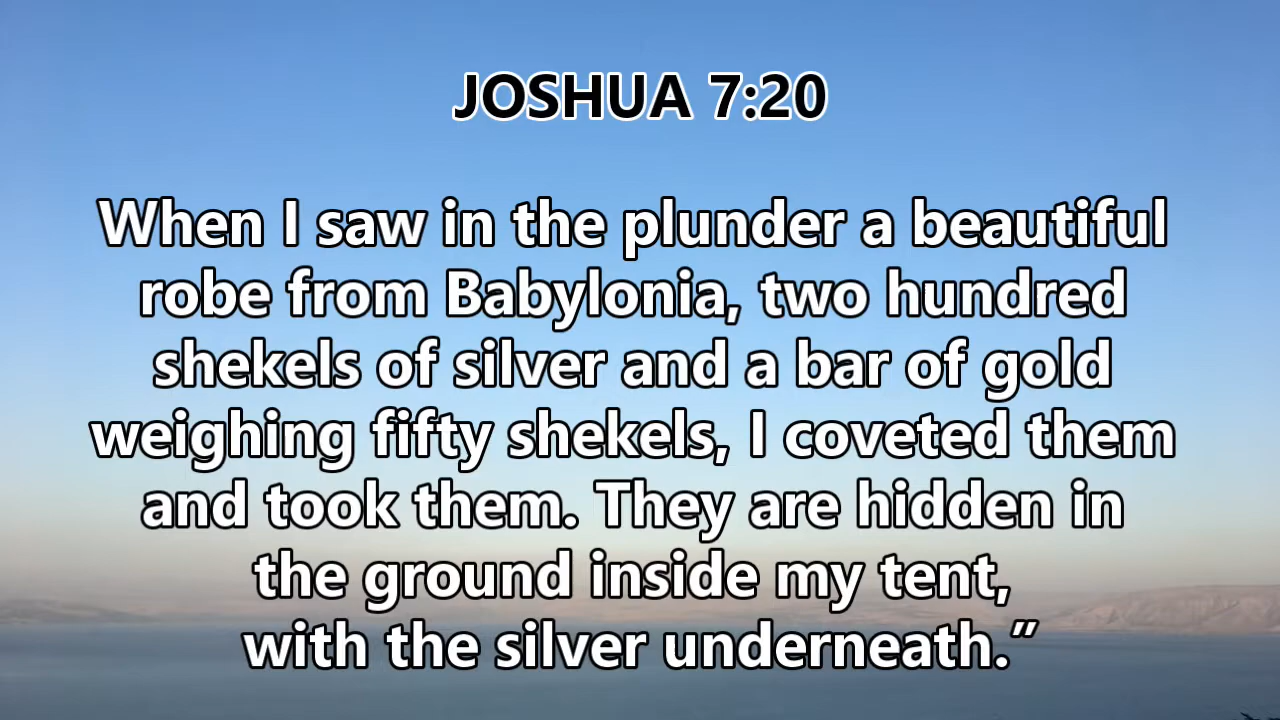 JOSHUA 7:20
When I saw in the plunder a beautiful
robe from Babylonia, two hundred
shekels of silver and a bar of gold
weighing fifty shekels, I coveted them
and took them. They are hidden in
the ground inside my tent,
with the silver underneath.”